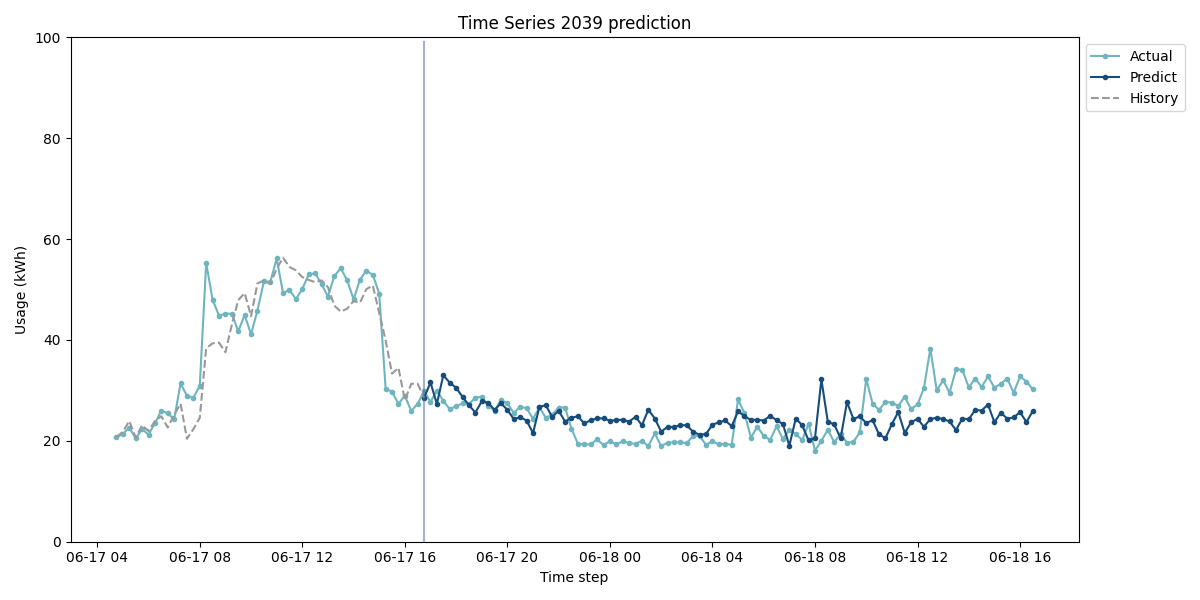 Time Series 2039 prediction
100
80
60
40
20
0
Usage (kWh)
06-17 04
06-17 08
06-17 12
06-17 16
06-17 20
06-18 00
06-18 04
06-18 08
06-18 12
06-18 16
Time step
Actual
Predict
History